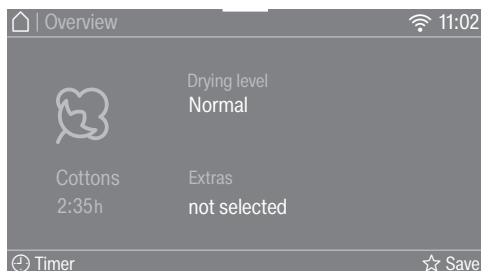 Overview 11:02
Drying level
Normal
Cottons Extras
2:35h not selected
Timer Save